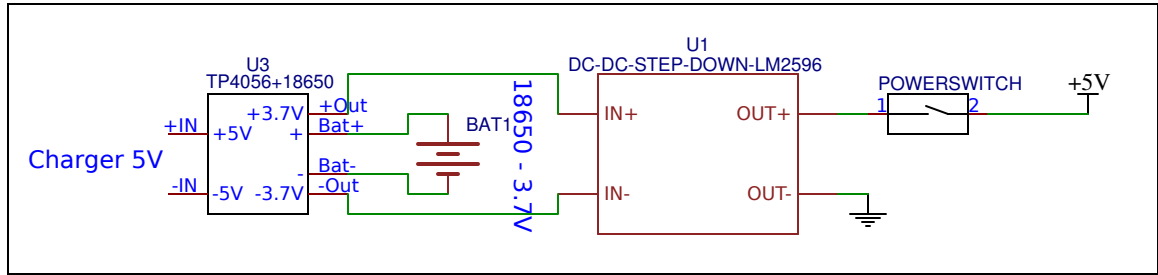 U1
U3
DC-DC-STEP-DOWN-LM2596
TP4056+18650
POWERSWITCH
+5V
+3.7V
+Out
IN+
OUT+
1
2
+IN
+5V
+
Bat+
BAT1
18650 - 3.7V
Charger 5V
-
Bat-
-IN
-5V
-3.7V
-Out
IN-
OUT-